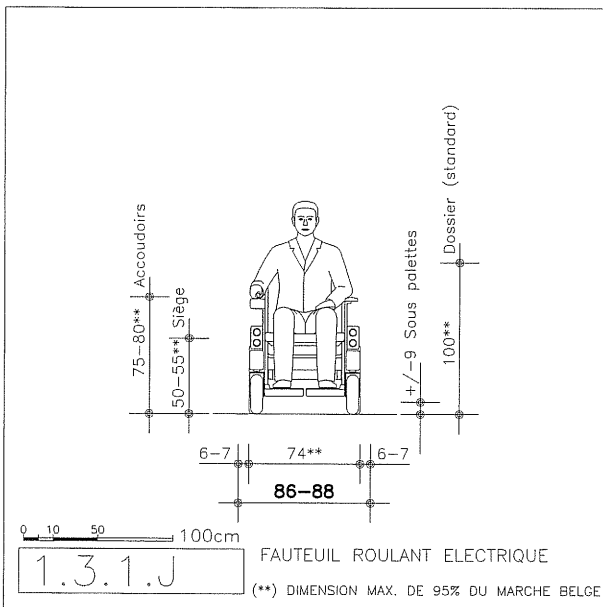 Dossier (standard)
Accoudoirs
Siège
Sous palettes
75-80**
50-55**
+/-9
100**
6-7
74**
6-7
86-88
0 10 50 100cm
1.3.1.J
FAUTEUIL ROULANT ELECTRIQUE
(**) DIMENSION MAX. DE 95% DU MARCHE BELGE